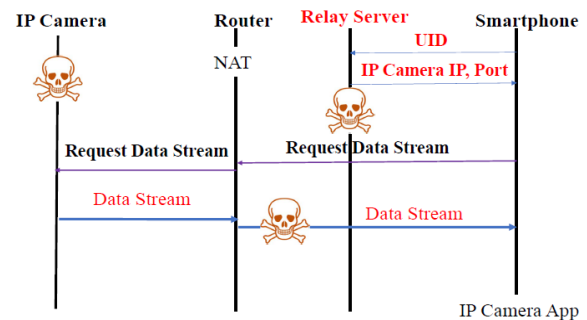 IP Camera Router Relay Server Smartphone
UID
NAT
IP Camera IP, Port
Request Data Stream Request Data Stream
Data Stream Data Stream
IP Camera App